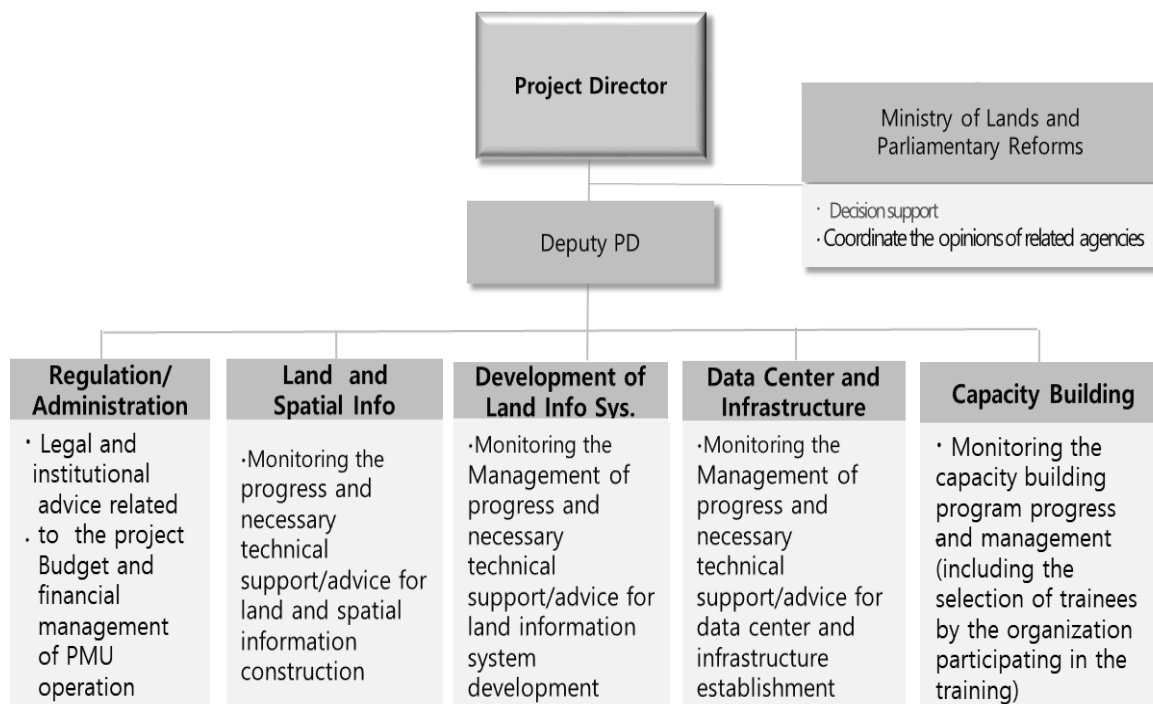 Project Director
Ministry of Lands and
Parliamentary Reforms
· Decision support
·Coordinate the opinions of related agencies
Deputy PD
Regulation/
Administration
· Legal and
institutional
advice related
· to the project
Budget and
financial
management
of PMU
operation
Land and
Spatial Info
·Monitoring the
progress and
necessary
technical
support/advice for
land and spatial
information
construction
Development of
Land Info Sys.
·Monitoring the
Management of
progress and
necessary
technical
support/advice for
land information
system
development
Data Center and
Infrastructure
·Monitoring the
Management of
progress and
necessary
technical
support/advice for
data center and
infrastructure
establishment
Capacity Building
· Monitoring the
capacity building
program progress
and management
(including the
selection of trainees
by the organization
participating in the
training)